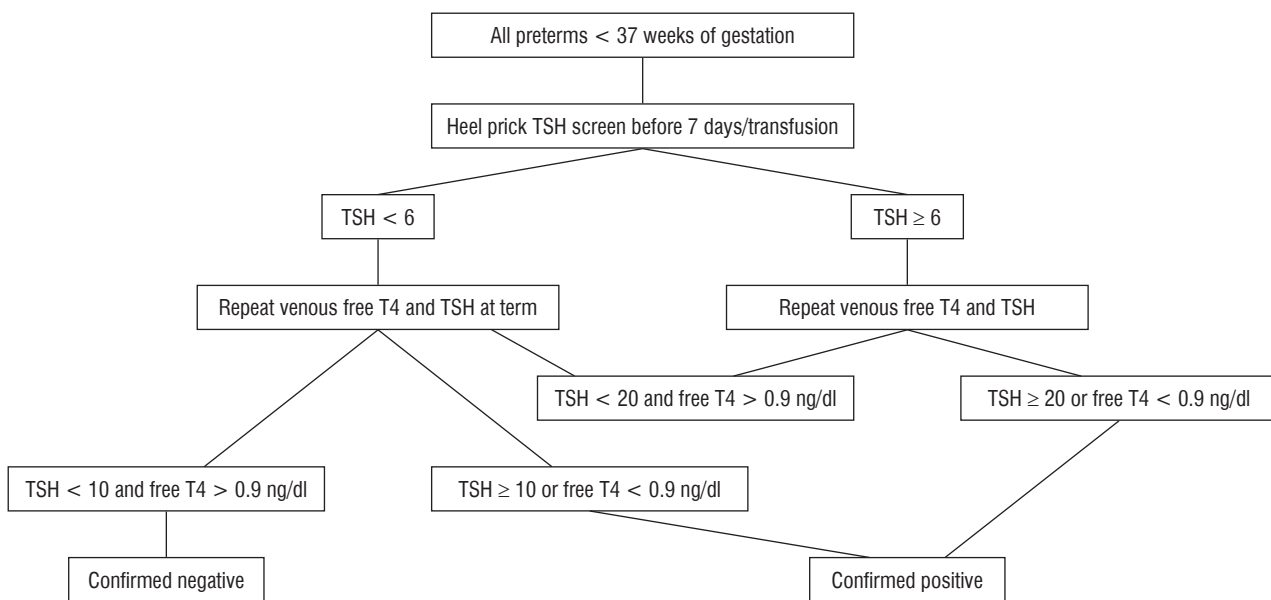 All preterms < 37 weeks of gestation
Heel prick TSH screen before 7 days/transfusion
TSH < 6
TSH ≥ 6
Repeat venous free T4 and TSH at term
Repeat venous free T4 and TSH
TSH < 20 and free T4 > 0.9 ng/dl
TSH ≥ 20 or free T4 < 0.9 ng/dl
TSH < 10 and free T4 > 0.9 ng/dl
TSH ≥ 10 or free T4 < 0.9 ng/dl
Confirmed negative
Confirmed positive